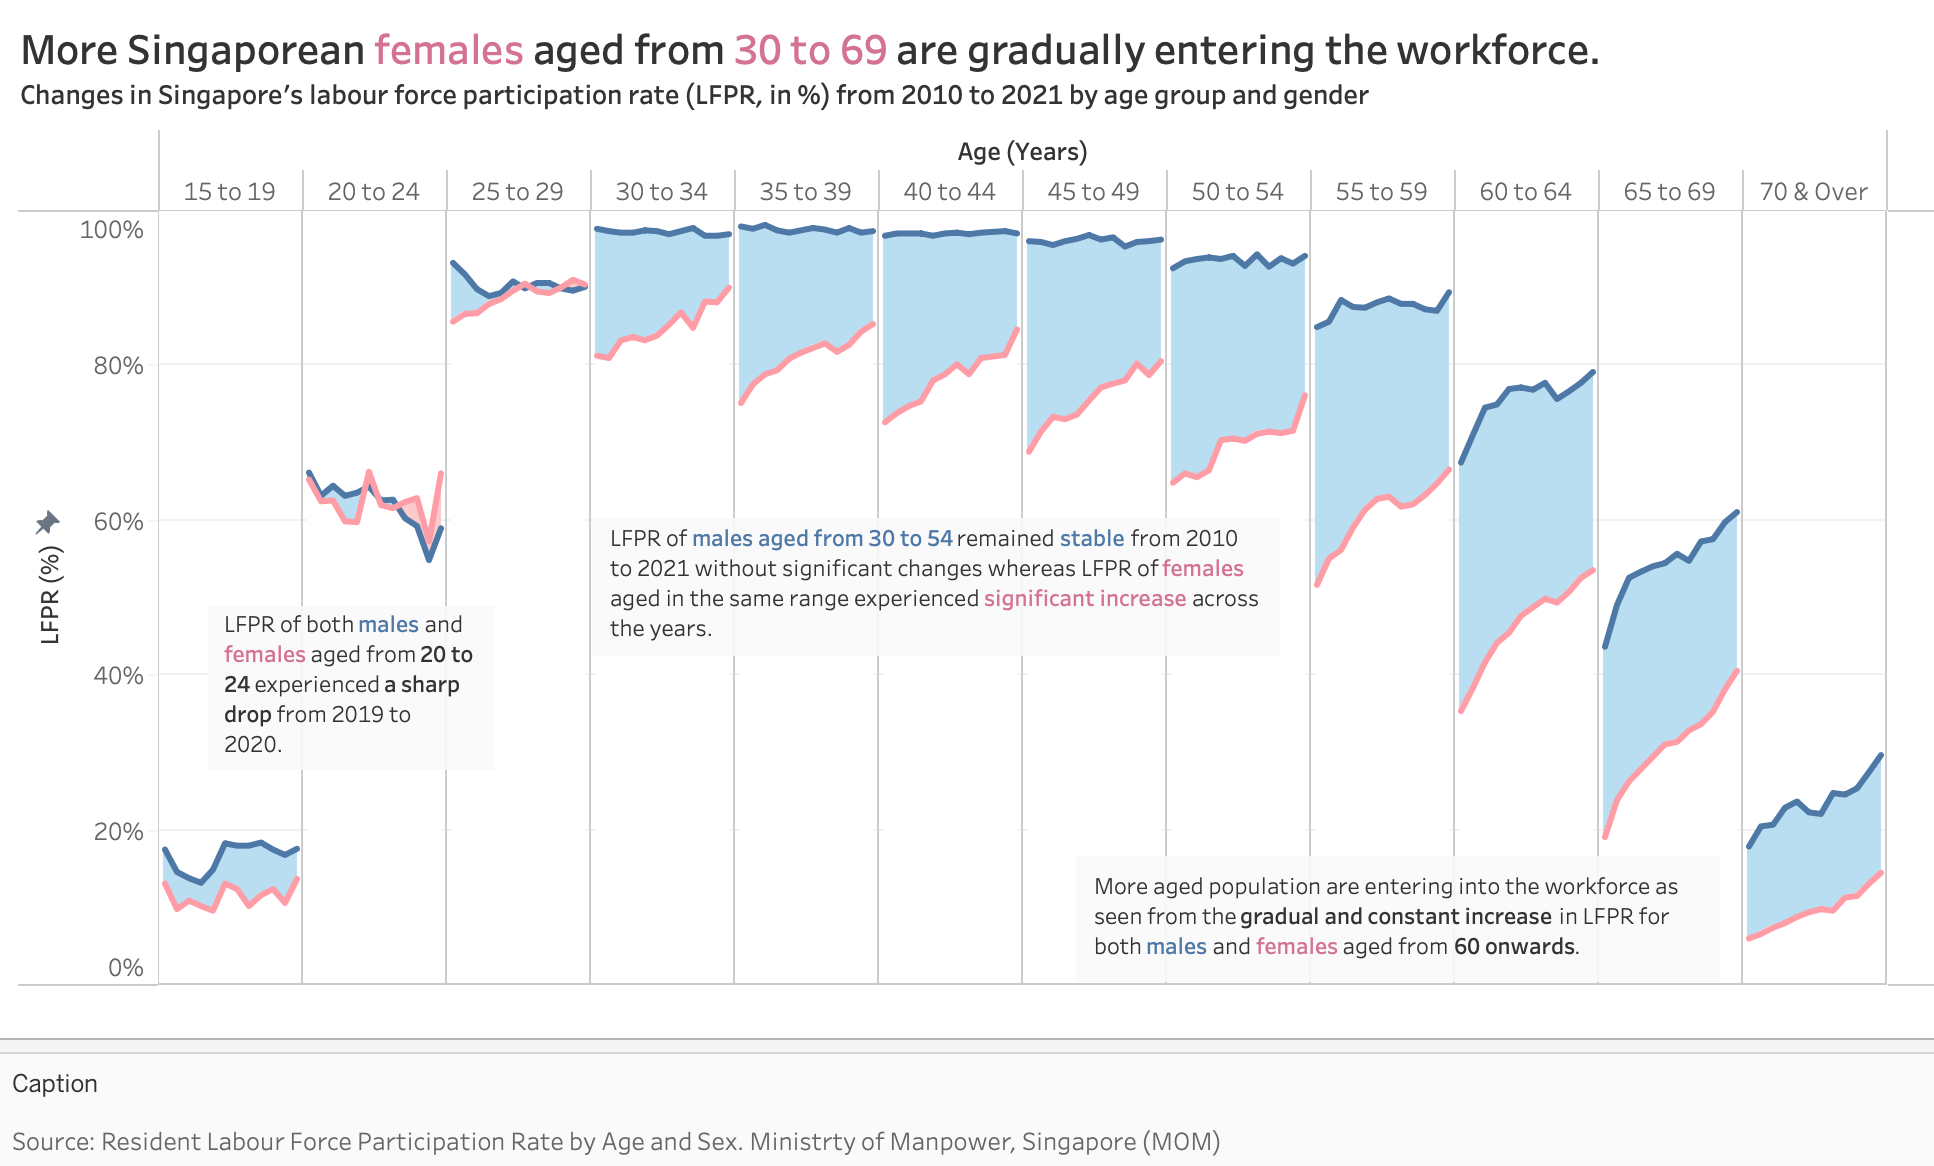 More Singaporean females aged from 30 to 69 are gradually entering the workforce.
Changes in Singapore's labour force participation rate (LFPR, in %) from 2010 to 2021 by age group and gender
Age (Years)
15 to 19
20 to 24
25 to 29
30 to 34
35 to 39
40 to 44
45 to 49
50 to 54
55 to 59
60 to 64
65 to 69
70 & Over
100%
80%
60%
40%
20%
0%
LFPR (%)
LFPR of both males and
females aged from 20 to
24 experienced a sharp
drop from 2019 to
2020.
LFPR of males aged from 30 to 54 remained stable from 2010
to 2021 without significant changes whereas LFPR of females
aged in the same range experienced significant increase across
the years.
More aged population are entering into the workforce as
seen from the gradual and constant increase in LFPR for
both males and females aged from 60 onwards.
Caption
Source: Resident Labour Force Participation Rate by Age and Sex. Ministrty of Manpower, Singapore (MOM)